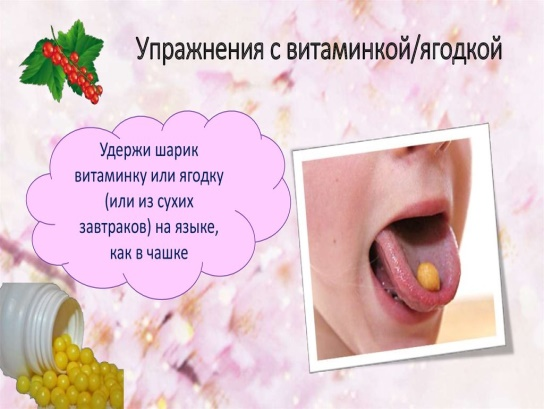 Упражнения с витаминкой/ягодкой
Удержи шарик
витаминку или ягодку
(или из сухих
завтраков) на языке,
как в чашке